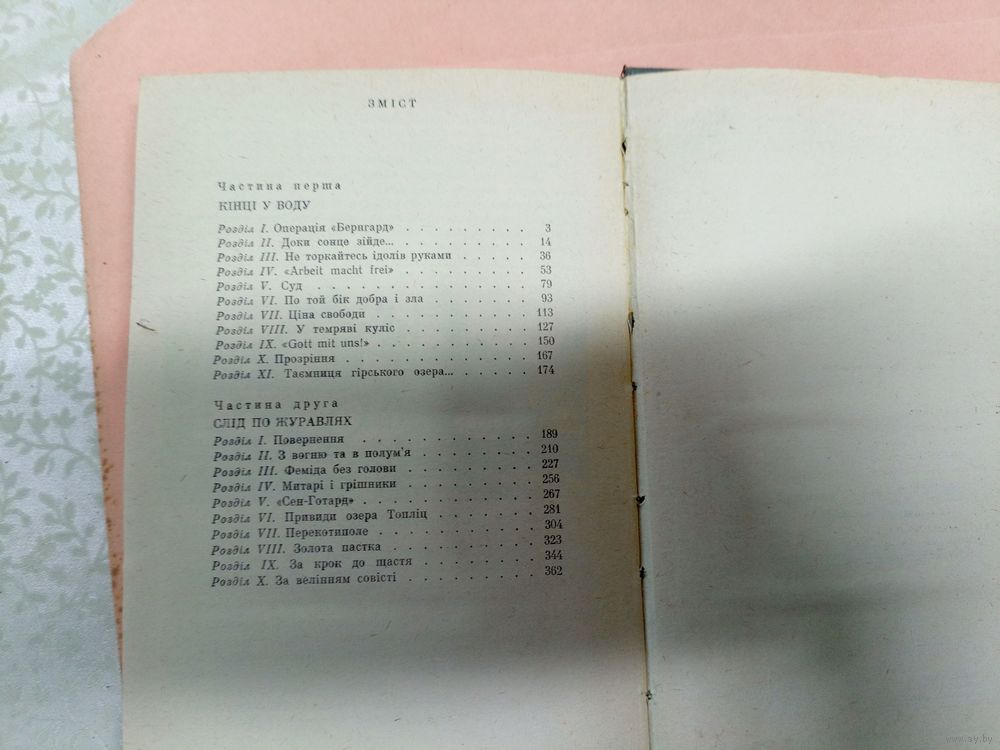 ЗМІСТ
Частина перша
КІНЦІ У ВОДУ
Розділ I. Операція «Бернгард» . . . . . . . . . 3
Розділ II. Доки сонце зійде... . . . . . . . . . 14
Розділ III. Не торкайтесь ідолів руками . . . . . 36
Розділ IV. «Arbeit macht frei» . . . . . . . . . 53
Розділ V. Суд . . . . . . . . . . . . . . . 79
Розділ VI. По той бік добра і зла . . . . . . . 93
Розділ VII. Ціна свободи . . . . . . . . . . . 113
Розділ VIII. У темряві куліс . . . . . . . . . 127
Розділ IX. «Gott mit uns!» . . . . . . . . . . . 150
Розділ X. Прозріння . . . . . . . . . . . . . 167
Розділ XI. Таємниця гірського озера... . . . . . 174
Частина друга
СЛІД ПО ЖУРАВЛЯХ
Розділ I. Повернення . . . . . . . . . . . . 189
Розділ II. З вогню та в полум'я . . . . . . . . 210
Розділ III. Феміда без голови . . . . . . . . . 227
Розділ IV. Митарі і грішники . . . . . . . . . 256
Розділ V. «Сен-Готард» . . . . . . . . . . . . 267
Розділ VI. Привиди озера Топліц . . . . . . . 281
Розділ VII. Перекотиполе . . . . . . . . . . . 304
Розділ VIII. Золота пастка . . . . . . . . . . 323
Розділ IX. За крок до щастя . . . . . . . . . 344
Розділ X. За велінням совісті . . . . . . . . . 362
www.ay.by